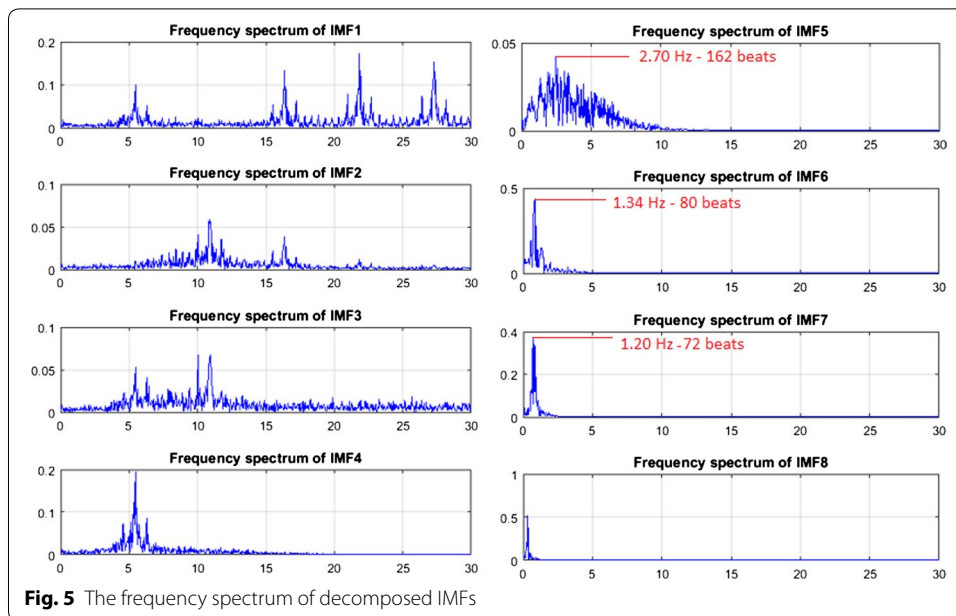 Frequency spectrum of IMF1
0.2
0.1
0
0 5 10 15 20 25 30
Frequency spectrum of IMF2
0.1
0.05
0
0 5 10 15 20 25 30
Frequency spectrum of IMF3
0.1
0.05
0
0 5 10 15 20 25 30
Frequency spectrum of IMF4
0.2
0.1
0
0 5 10 15 20 25 30
Frequency spectrum of IMF5
0.05
2.70 Hz - 162 beats
0
0 5 10 15 20 25 30
Frequency spectrum of IMF6
0.5
1.34 Hz - 80 beats
0
0 5 10 15 20 25 30
Frequency spectrum of IMF7
0.4
1.20 Hz -72 beats
0.2
0
0 5 10 15 20 25 30
Frequency spectrum of IMF8
1
0.5
0
0 5 10 15 20 25 30
Fig. 5 The frequency spectrum of decomposed IMFs